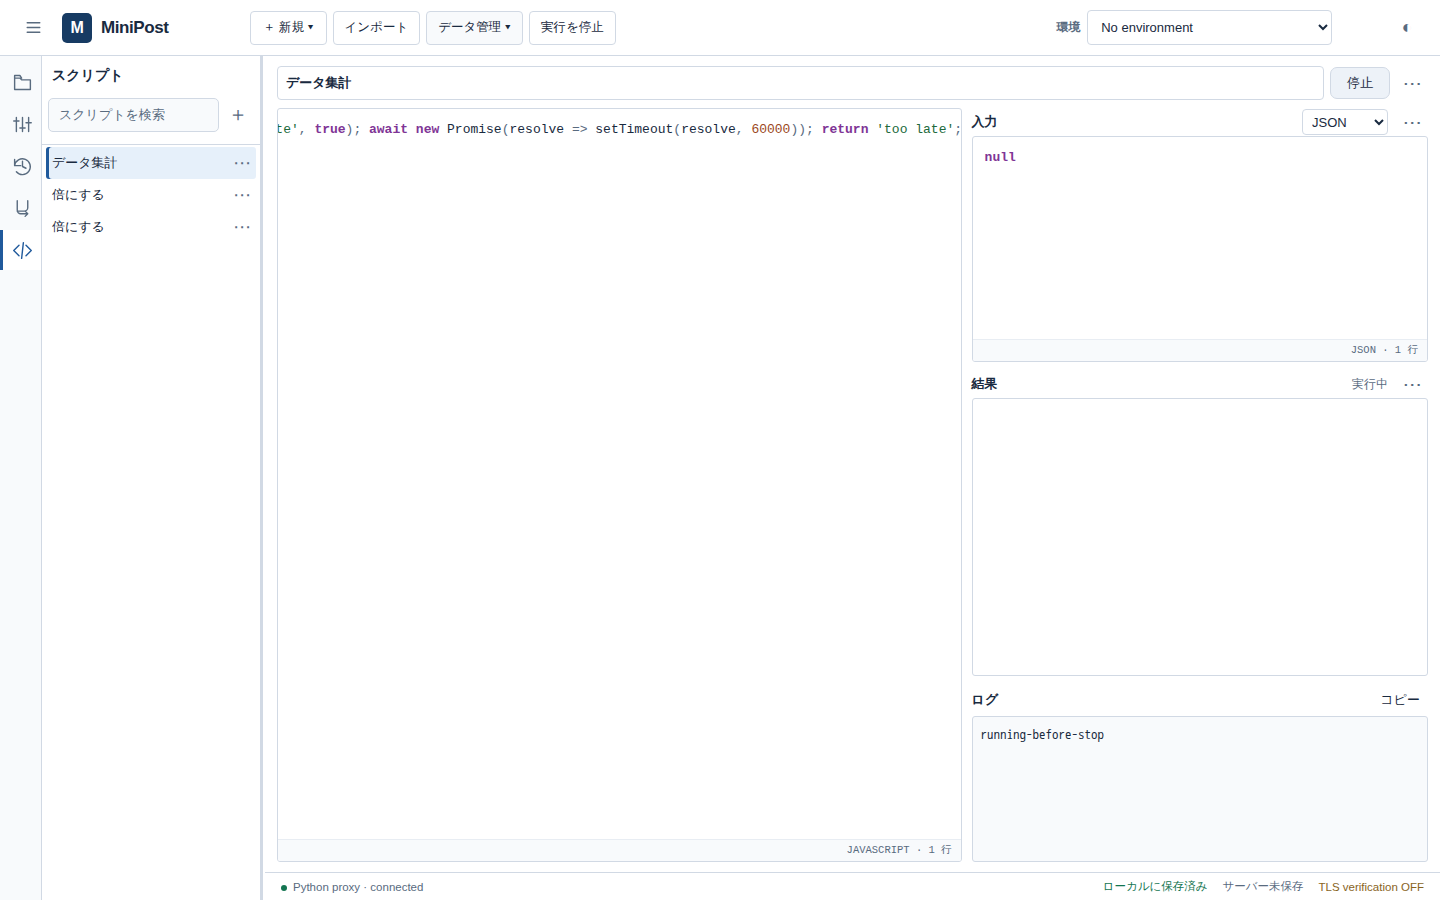 M MiniPost
＋ 新規 ▾
インポート
データ管理 ▾
実行を停止
環境
No environment
スクリプト
スクリプトを検索
+
データ集計 ···
倍にする ···
倍にする ···
データ集計
停止
···
te', true); await new Promise(resolve => setTimeout(resolve, 60000)); return 'too late';
JAVASCRIPT · 1 行
入力
JSON
···
null
JSON · 1 行
結果
実行中
···
ログ
コピー
running-before-stop
Python proxy · connected
ローカルに保存済み
サーバー未保存
TLS verification OFF